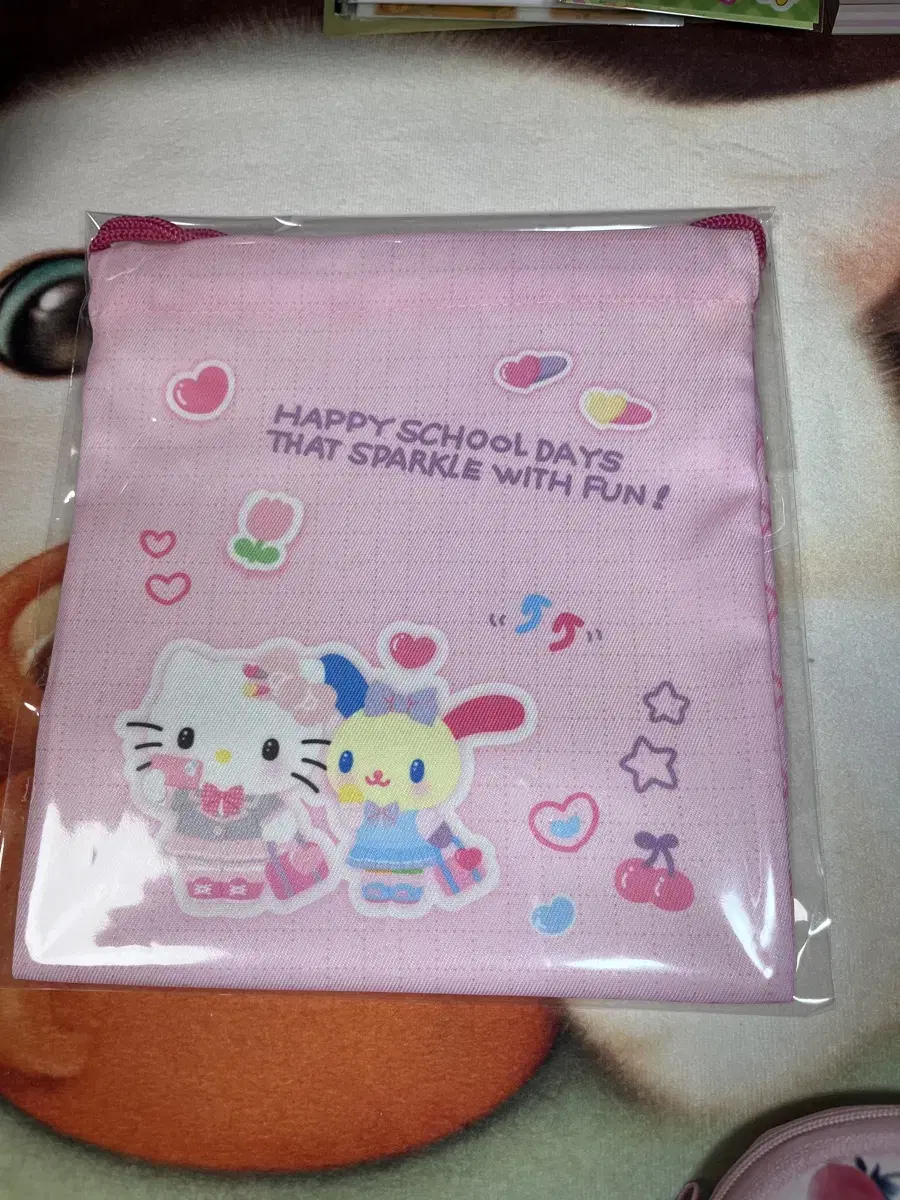 HAPPY SCHOOL DAYS
THAT SPARKLE WITH FUN!